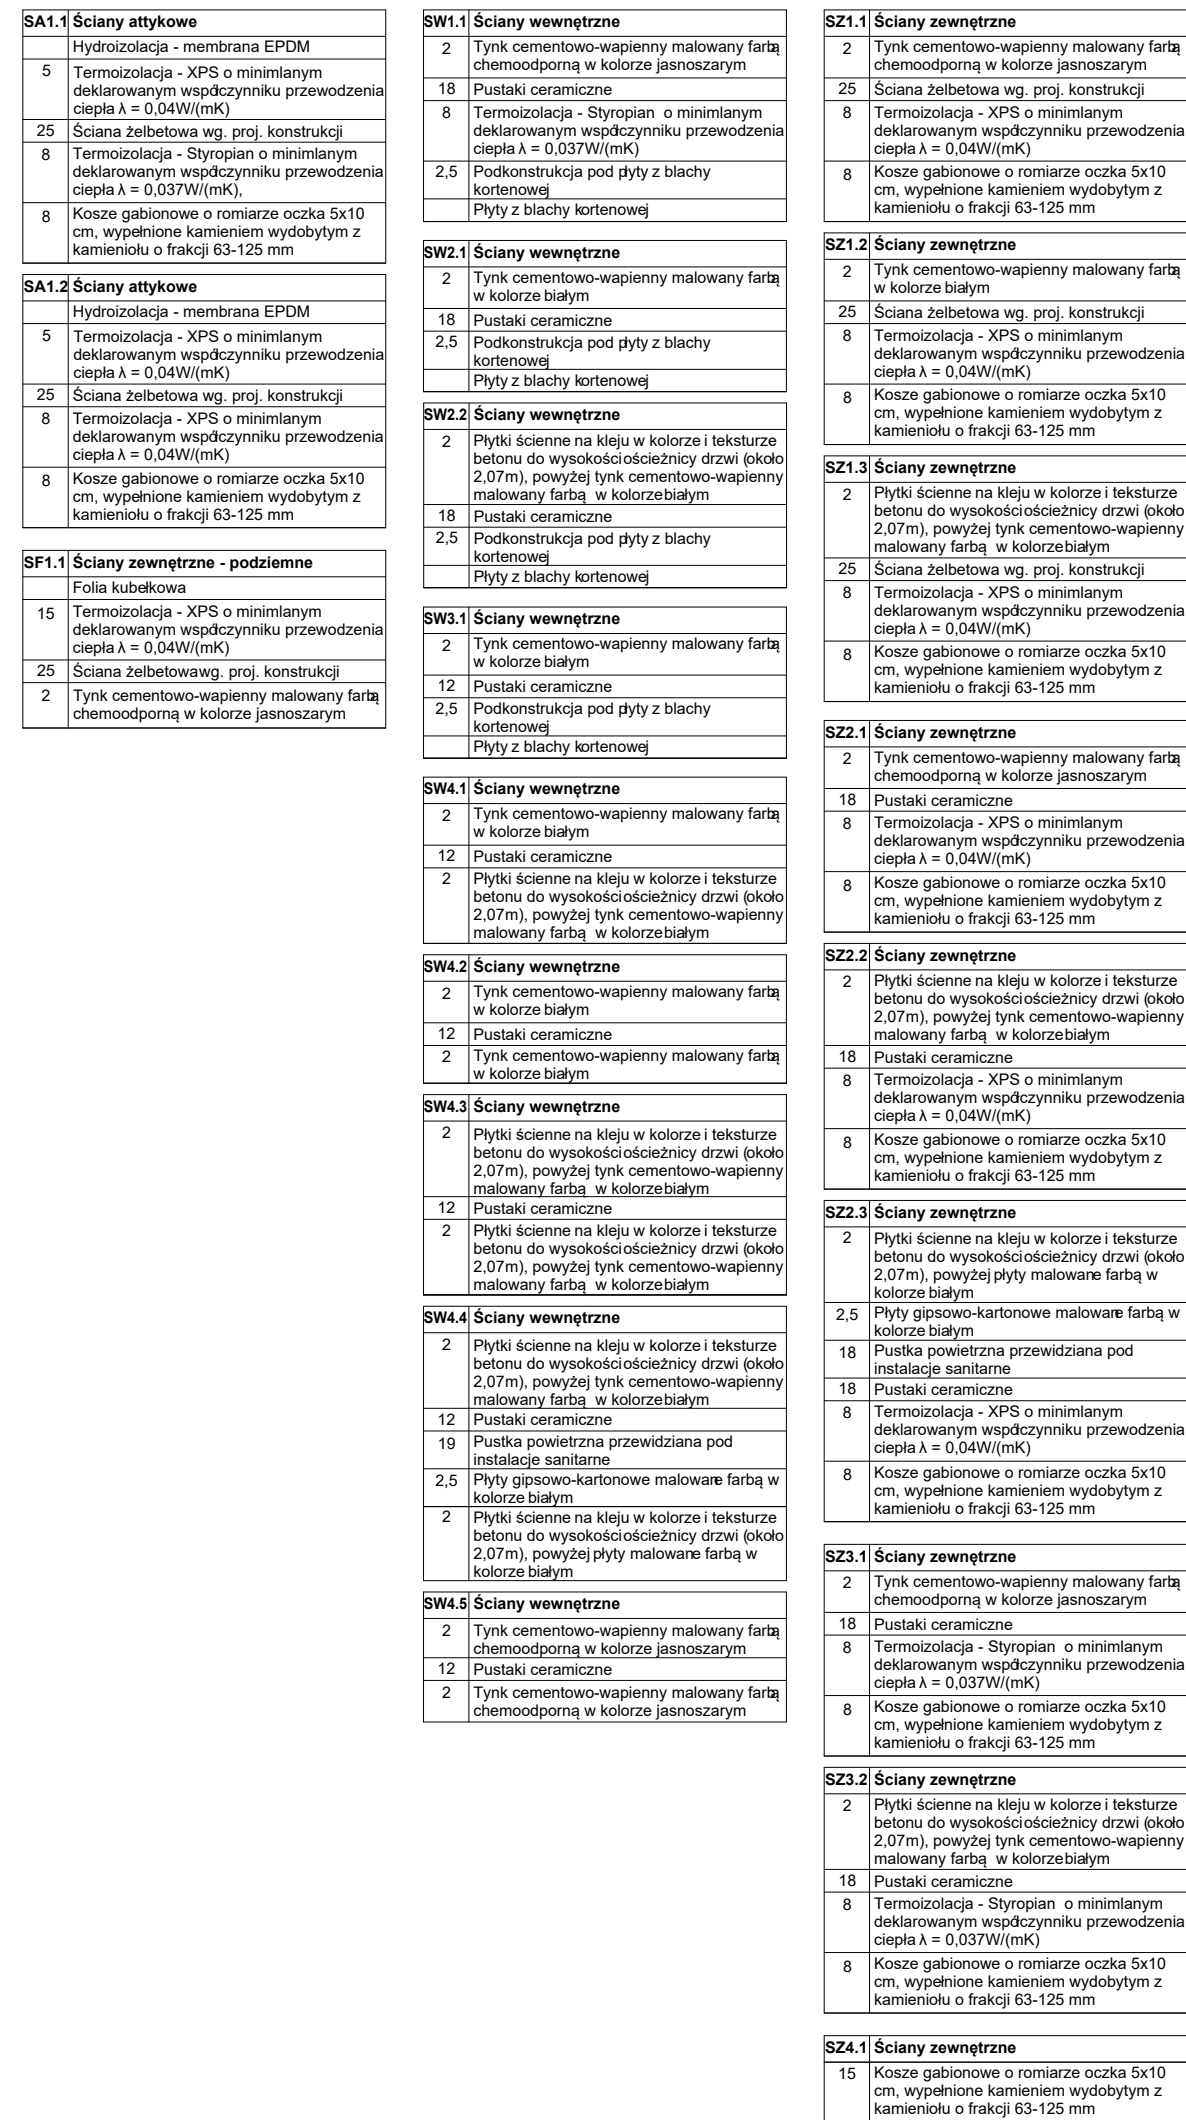 SA1.1 Ściany attykowe
Hydroizolacja - membrana EPDM
5 Termoizolacja - XPS o minimlanym
deklarowanym współczynniku przewodzenia
ciepła λ = 0,04W/(mK)
25 Ściana żelbetowa wg. proj. konstrukcji
8 Termoizolacja - Styropian o minimlanym
deklarowanym współczynniku przewodzenia
ciepła λ = 0,037W/(mK),
8 Kosze gabionowe o romiarze oczka 5x10
cm, wypełnione kamieniem wydobytym z
kamieniołu o frakcji 63-125 mm
SA1.2 Ściany attykowe
Hydroizolacja - membrana EPDM
5 Termoizolacja - XPS o minimlanym
deklarowanym współczynniku przewodzenia
ciepła λ = 0,04W/(mK)
25 Ściana żelbetowa wg. proj. konstrukcji
8 Termoizolacja - XPS o minimlanym
deklarowanym współczynniku przewodzenia
ciepła λ = 0,04W/(mK)
8 Kosze gabionowe o romiarze oczka 5x10
cm, wypełnione kamieniem wydobytym z
kamieniołu o frakcji 63-125 mm
SF1.1 Ściany zewnętrzne - podziemne
Folia kubełkowa
15 Termoizolacja - XPS o minimlanym
deklarowanym współczynniku przewodzenia
ciepła λ = 0,04W/(mK)
25 Ściana żelbetowa wg. proj. konstrukcji
2 Tynk cementowo-wapienny malowany farbą
chemoodporną w kolorze jasnoszarym
SW1.1 Ściany wewnętrzne
2 Tynk cementowo-wapienny malowany farbą
chemoodporną w kolorze jasnoszarym
18 Pustaki ceramiczne
8 Termoizolacja - Styropian o minimlanym
deklarowanym współczynniku przewodzenia
ciepła λ = 0,037W/(mK)
2,5 Podkonstrukcja pod płyty z blachy
kortenowej
Płyty z blachy kortenowej
SW2.1 Ściany wewnętrzne
2 Tynk cementowo-wapienny malowany farbą
w kolorze białym
18 Pustaki ceramiczne
2,5 Podkonstrukcja pod płyty z blachy
kortenowej
Płyty z blachy kortenowej
SW2.2 Ściany wewnętrzne
2 Płytki ścienne na kleju w kolorze i teksturze
betonu do wysokości ościeżnicy drzwi (około
2,07m), powyżej tynk cementowo-wapienny
malowany farbą w kolorze białym
18 Pustaki ceramiczne
2,5 Podkonstrukcja pod płyty z blachy
kortenowej
Płyty z blachy kortenowej
SW3.1 Ściany wewnętrzne
2 Tynk cementowo-wapienny malowany farbą
w kolorze białym
12 Pustaki ceramiczne
2,5 Podkonstrukcja pod płyty z blachy
kortenowej
Płyty z blachy kortenowej
SW4.1 Ściany wewnętrzne
2 Tynk cementowo-wapienny malowany farbą
w kolorze białym
12 Pustaki ceramiczne
2 Płytki ścienne na kleju w kolorze i teksturze
betonu do wysokości ościeżnicy drzwi (około
2,07m), powyżej tynk cementowo-wapienny
malowany farbą w kolorze białym
SW4.2 Ściany wewnętrzne
2 Tynk cementowo-wapienny malowany farbą
w kolorze białym
12 Pustaki ceramiczne
2 Tynk cementowo-wapienny malowany farbą
w kolorze białym
SW4.3 Ściany wewnętrzne
2 Płytki ścienne na kleju w kolorze i teksturze
betonu do wysokości ościeżnicy drzwi (około
2,07m), powyżej tynk cementowo-wapienny
malowany farbą w kolorze białym
12 Pustaki ceramiczne
2 Płytki ścienne na kleju w kolorze i teksturze
betonu do wysokości ościeżnicy drzwi (około
2,07m), powyżej tynk cementowo-wapienny
malowany farbą w kolorze białym
SW4.4 Ściany wewnętrzne
2 Płytki ścienne na kleju w kolorze i teksturze
betonu do wysokości ościeżnicy drzwi (około
2,07m), powyżej tynk cementowo-wapienny
malowany farbą w kolorze białym
12 Pustaki ceramiczne
19 Pustka powietrzna przewidziana pod
instalacje sanitarne
2,5 Płyty gipsowo-kartonowe malowane farbą w
kolorze białym
2 Płytki ścienne na kleju w kolorze i teksturze
betonu do wysokości ościeżnicy drzwi (około
2,07m), powyżej płyty malowane farbą w
kolorze białym
SW4.5 Ściany wewnętrzne
2 Tynk cementowo-wapienny malowany farbą
chemoodporną w kolorze jasnoszarym
12 Pustaki ceramiczne
2 Tynk cementowo-wapienny malowany farbą
chemoodporną w kolorze jasnoszarym
SZ1.1 Ściany zewnętrzne
2 Tynk cementowo-wapienny malowany farbą
chemoodporną w kolorze jasnoszarym
25 Ściana żelbetowa wg. proj. konstrukcji
8 Termoizolacja - XPS o minimlanym
deklarowanym współczynniku przewodzenia
ciepła λ = 0,04W/(mK)
8 Kosze gabionowe o romiarze oczka 5x10
cm, wypełnione kamieniem wydobytym z
kamieniołu o frakcji 63-125 mm
SZ1.2 Ściany zewnętrzne
2 Tynk cementowo-wapienny malowany farbą
w kolorze białym
25 Ściana żelbetowa wg. proj. konstrukcji
8 Termoizolacja - XPS o minimlanym
deklarowanym współczynniku przewodzenia
ciepła λ = 0,04W/(mK)
8 Kosze gabionowe o romiarze oczka 5x10
cm, wypełnione kamieniem wydobytym z
kamieniołu o frakcji 63-125 mm
SZ1.3 Ściany zewnętrzne
2 Płytki ścienne na kleju w kolorze i teksturze
betonu do wysokości ościeżnicy drzwi (około
2,07m), powyżej tynk cementowo-wapienny
malowany farbą w kolorze białym
25 Ściana żelbetowa wg. proj. konstrukcji
8 Termoizolacja - XPS o minimlanym
deklarowanym współczynniku przewodzenia
ciepła λ = 0,04W/(mK)
8 Kosze gabionowe o romiarze oczka 5x10
cm, wypełnione kamieniem wydobytym z
kamieniołu o frakcji 63-125 mm
SZ2.1 Ściany zewnętrzne
2 Tynk cementowo-wapienny malowany farbą
chemoodporną w kolorze jasnoszarym
18 Pustaki ceramiczne
8 Termoizolacja - XPS o minimlanym
deklarowanym współczynniku przewodzenia
ciepła λ = 0,04W/(mK)
8 Kosze gabionowe o romiarze oczka 5x10
cm, wypełnione kamieniem wydobytym z
kamieniołu o frakcji 63-125 mm
SZ2.2 Ściany zewnętrzne
2 Płytki ścienne na kleju w kolorze i teksturze
betonu do wysokości ościeżnicy drzwi (około
2,07m), powyżej tynk cementowo-wapienny
malowany farbą w kolorze białym
18 Pustaki ceramiczne
8 Termoizolacja - XPS o minimlanym
deklarowanym współczynniku przewodzenia
ciepła λ = 0,04W/(mK)
8 Kosze gabionowe o romiarze oczka 5x10
cm, wypełnione kamieniem wydobytym z
kamieniołu o frakcji 63-125 mm
SZ2.3 Ściany zewnętrzne
2 Płytki ścienne na kleju w kolorze i teksturze
betonu do wysokości ościeżnicy drzwi (około
2,07m), powyżej płyty malowane farbą w
kolorze białym
2,5 Płyty gipsowo-kartonowe malowane farbą w
kolorze białym
18 Pustka powietrzna przewidziana pod
instalacje sanitarne
18 Pustaki ceramiczne
8 Termoizolacja - XPS o minimlanym
deklarowanym współczynniku przewodzenia
ciepła λ = 0,04W/(mK)
8 Kosze gabionowe o romiarze oczka 5x10
cm, wypełnione kamieniem wydobytym z
kamieniołu o frakcji 63-125 mm
SZ3.1 Ściany zewnętrzne
2 Tynk cementowo-wapienny malowany farbą
chemoodporną w kolorze jasnoszarym
18 Pustaki ceramiczne
8 Termoizolacja - Styropian o minimlanym
deklarowanym współczynniku przewodzenia
ciepła λ = 0,037W/(mK)
8 Kosze gabionowe o romiarze oczka 5x10
cm, wypełnione kamieniem wydobytym z
kamieniołu o frakcji 63-125 mm
SZ3.2 Ściany zewnętrzne
2 Płytki ścienne na kleju w kolorze i teksturze
betonu do wysokości ościeżnicy drzwi (około
2,07m), powyżej tynk cementowo-wapienny
malowany farbą w kolorze białym
18 Pustaki ceramiczne
8 Termoizolacja - Styropian o minimlanym
deklarowanym współczynniku przewodzenia
ciepła λ = 0,037W/(mK)
8 Kosze gabionowe o romiarze oczka 5x10
cm, wypełnione kamieniem wydobytym z
kamieniołu o frakcji 63-125 mm
SZ4.1 Ściany zewnętrzne
15 Kosze gabionowe o romiarze oczka 5x10
cm, wypełnione kamieniem wydobytym z
kamieniołu o frakcji 63-125 mm